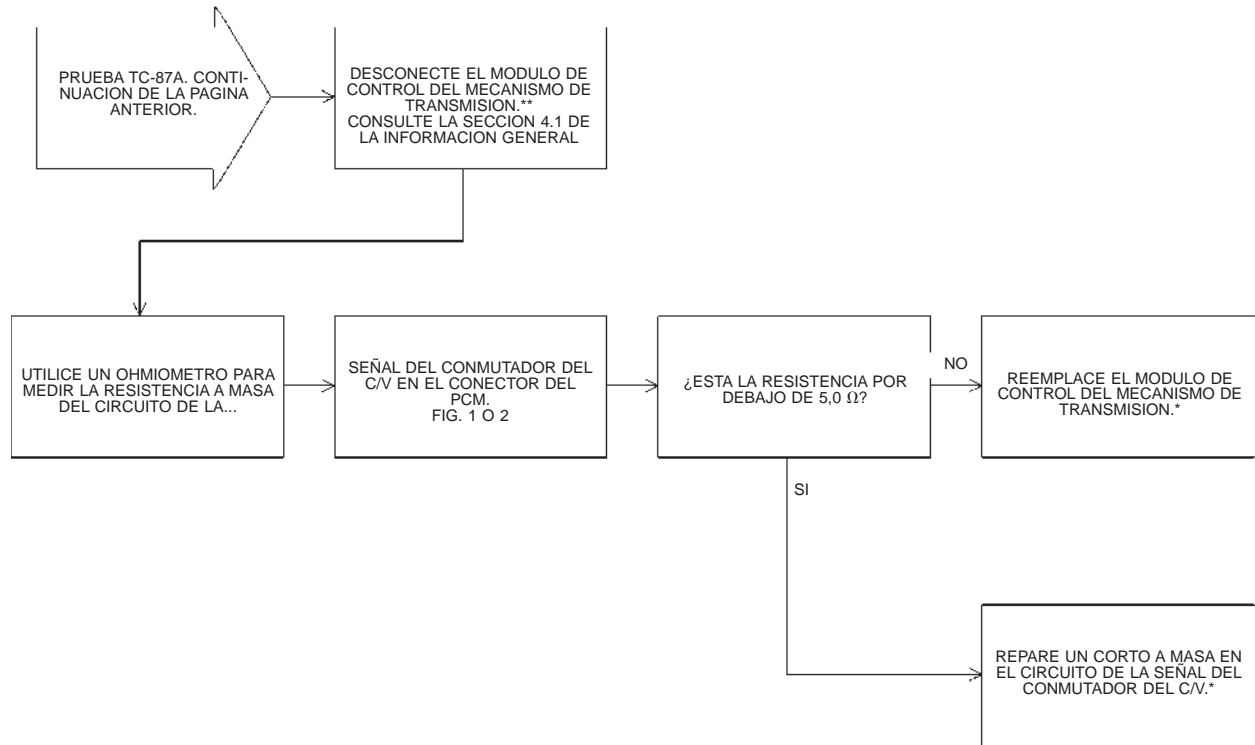 PRUEBA TC-87A. CONTI-
NUACION DE LA PAGINA
ANTERIOR.
DESCONECTE EL MODULO DE
CONTROL DEL MECANISMO DE
TRANSMISION.**
CONSULTE LA SECCION 4.1 DE
LA INFORMACION GENERAL
UTILICE UN OHMIOMETRO PARA
MEDIR LA RESISTENCIA A MASA
DEL CIRCUITO DE LA...
SEÑAL DEL CONMUTADOR DEL
C/V EN EL CONECTOR DEL
PCM.
FIG. 1 O 2
¿ESTA LA RESISTENCIA POR
DEBAJO DE 5,0 Ω?
NO
REEMPLACE EL MODULO DE
CONTROL DEL MECANISMO DE
TRANSMISION.*
SI
REPARE UN CORTO A MASA EN
EL CIRCUITO DE LA SEÑAL DEL
CONMUTADOR DEL C/V.*